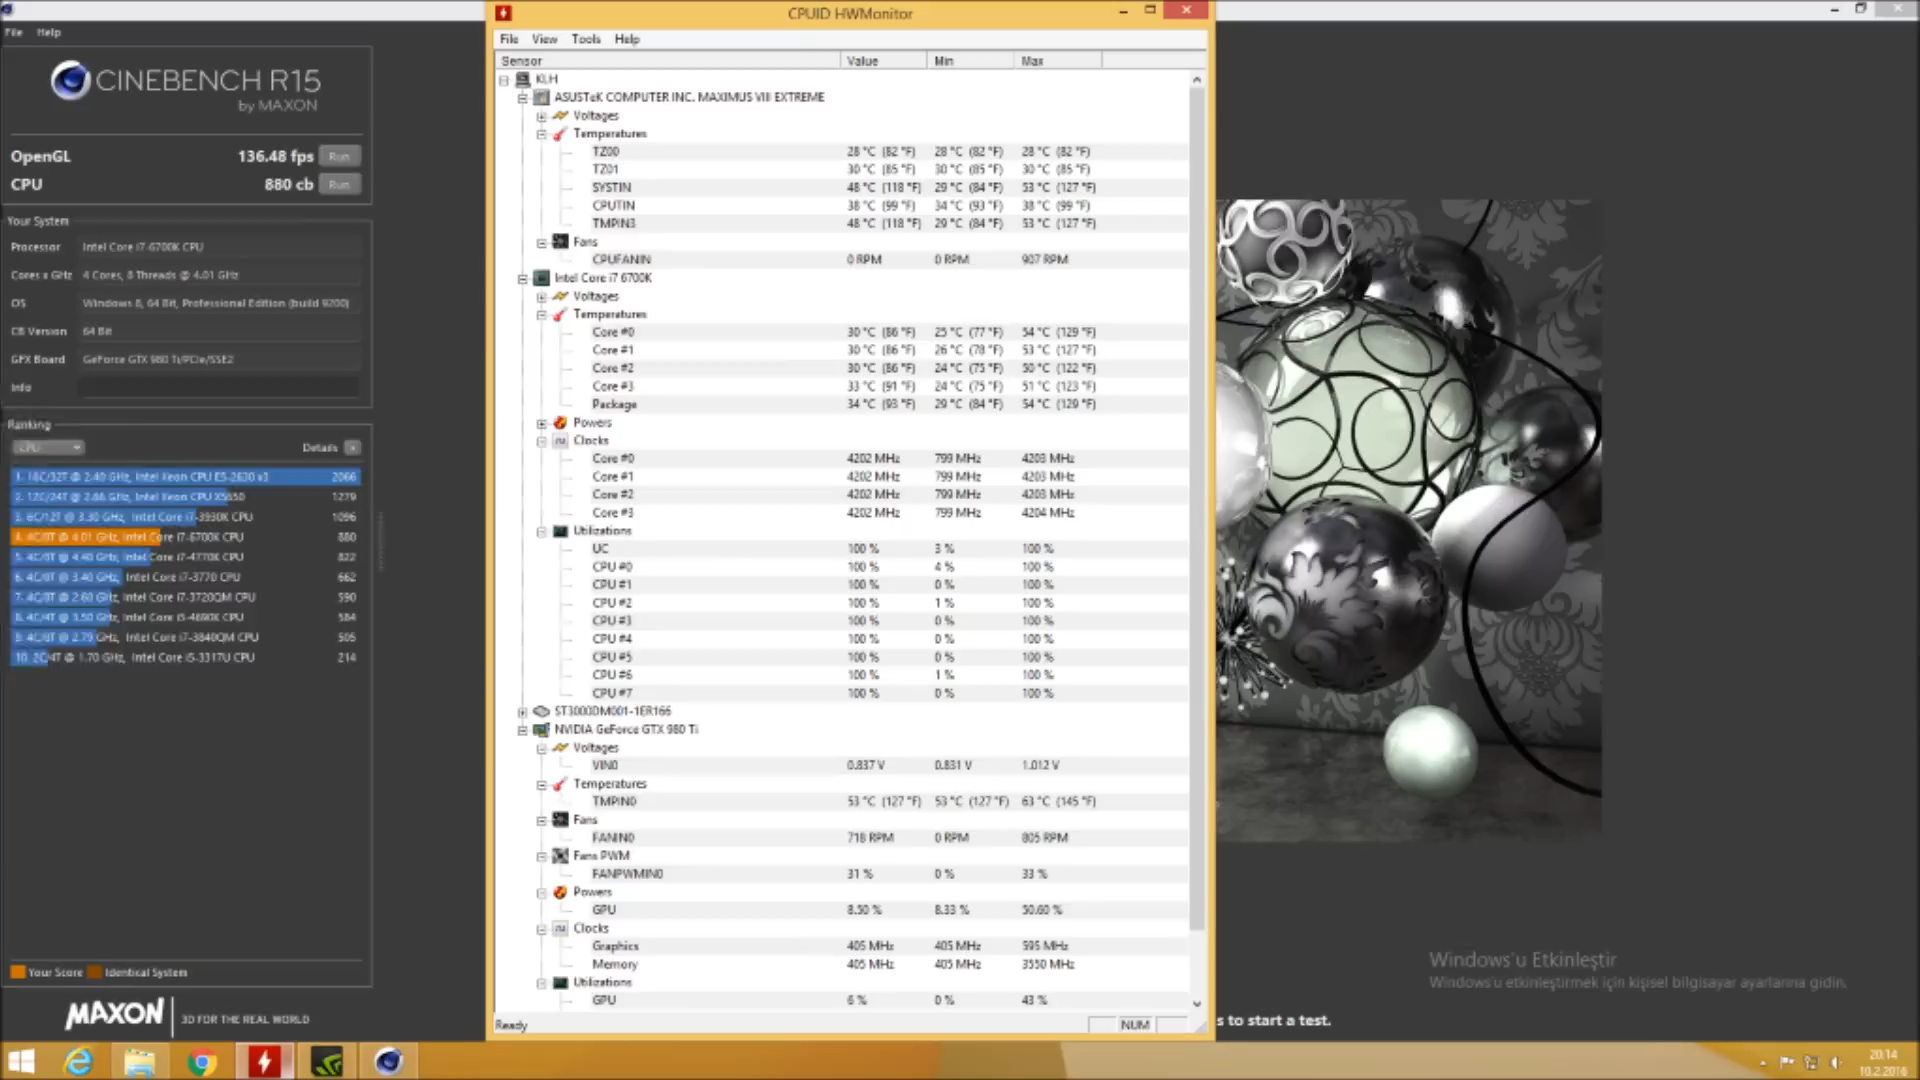 File Help
CINEBENCH R15
by MAXON
OpenGL 136.48 fps Run
CPU 880 cb Run
Your System
Processor Intel Core i7-6700K CPU
Cores x GHz 4 Cores, 8 Threads @ 4.01 GHz
OS Windows 8, 64 Bit, Professional Edition (build 9200)
CB Version 64 Bit
GFX Board GeForce GTX 980 Ti/PCIe/SSE2
Info
Ranking
CPU Details
1. 16C/32T @ 2.40 GHz, Intel Xeon CPU E5-2630 v3 2066
2. 12C/24T @ 2.66 GHz, Intel Xeon CPU X5650 1279
3. 6C/12T @ 3.30 GHz, Intel Core i7-3930K CPU 1096
4. 4C/8T @ 4.01 GHz, Intel Core i7-6700K CPU 880
5. 4C/8T @ 4.40 GHz, Intel Core i7-4770K CPU 822
6. 4C/8T @ 3.40 GHz, Intel Core i7-3770 CPU 662
7. 4C/8T @ 2.60 GHz, Intel Core i7-3720QM CPU 590
8. 4C/4T @ 3.50 GHz, Intel Core i5-4690K CPU 584
9. 4C/8T @ 2.79 GHz, Intel Core i7-3840QM CPU 505
10. 2C/4T @ 1.70 GHz, Intel Core i5-3317U CPU 214
Your Score Identical System
MAXON 3D FOR THE REAL WORLD
CPUID HWMonitor
File View Tools Help
Sensor Value Min Max
KLH
ASUSTeK COMPUTER INC. MAXIMUS VIII EXTREME
Voltages
Temperatures
TZ00 28 °C (82 °F) 28 °C (82 °F) 28 °C (82 °F)
TZ01 30 °C (85 °F) 30 °C (85 °F) 30 °C (85 °F)
SYSTIN 48 °C (118 °F) 29 °C (84 °F) 53 °C (127 °F)
CPUTIN 38 °C (99 °F) 34 °C (93 °F) 38 °C (99 °F)
TMPIN3 48 °C (118 °F) 29 °C (84 °F) 53 °C (127 °F)
Fans
CPUFANIN 0 RPM 0 RPM 907 RPM
Intel Core i7 6700K
Voltages
Temperatures
Core #0 30 °C (86 °F) 25 °C (77 °F) 54 °C (129 °F)
Core #1 30 °C (86 °F) 26 °C (78 °F) 53 °C (127 °F)
Core #2 30 °C (86 °F) 24 °C (75 °F) 50 °C (122 °F)
Core #3 33 °C (91 °F) 24 °C (75 °F) 51 °C (123 °F)
Package 34 °C (93 °F) 29 °C (84 °F) 54 °C (129 °F)
Powers
Clocks
Core #0 4202 MHz 799 MHz 4203 MHz
Core #1 4202 MHz 799 MHz 4203 MHz
Core #2 4202 MHz 799 MHz 4203 MHz
Core #3 4202 MHz 799 MHz 4204 MHz
Utilizations
UC 100 % 3 % 100 %
CPU #0 100 % 4 % 100 %
CPU #1 100 % 0 % 100 %
CPU #2 100 % 1 % 100 %
CPU #3 100 % 0 % 100 %
CPU #4 100 % 0 % 100 %
CPU #5 100 % 0 % 100 %
CPU #6 100 % 1 % 100 %
CPU #7 100 % 0 % 100 %
ST3000DM001-1ER166
NVIDIA GeForce GTX 980 Ti
Voltages
VIN0 0.837 V 0.831 V 1.012 V
Temperatures
TMPIN0 53 °C (127 °F) 53 °C (127 °F) 63 °C (145 °F)
Fans
FANIN0 718 RPM 0 RPM 805 RPM
Fans PWM
FANPWMIN0 31 % 0 % 33 %
Powers
GPU 8.50 % 8.33 % 50.60 %
Clocks
Graphics 405 MHz 405 MHz 595 MHz
Memory 405 MHz 405 MHz 3550 MHz
Utilizations
GPU 6 % 0 % 43 %
Ready NUM
Windows'u Etkinleştir
Windows'u etkinleştirmek için kişisel bilgisayar ayarlarına gidin.
s to start a test.
20:14
10.2.2016